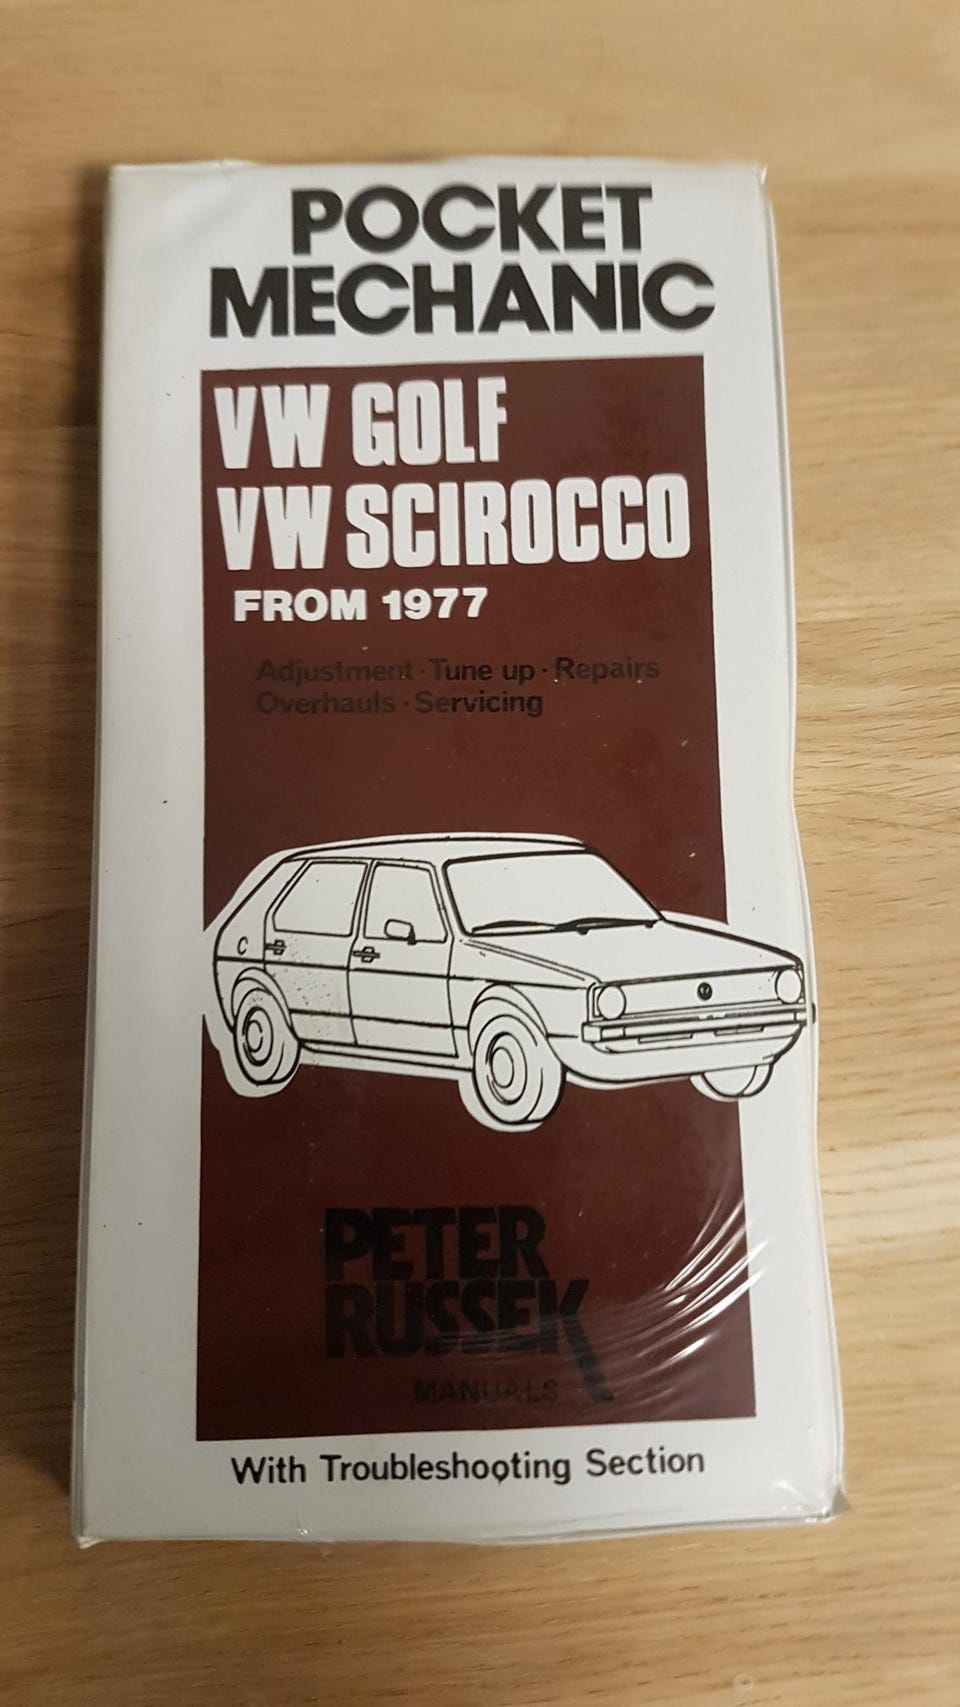 POCKET
MECHANIC
VW GOLF
VW SCIROCCO
FROM 1977
Adjustment · Tune up · Repairs
Overhauls · Servicing
PETER
RUSSEK
MANUALS
With Troubleshooting Section